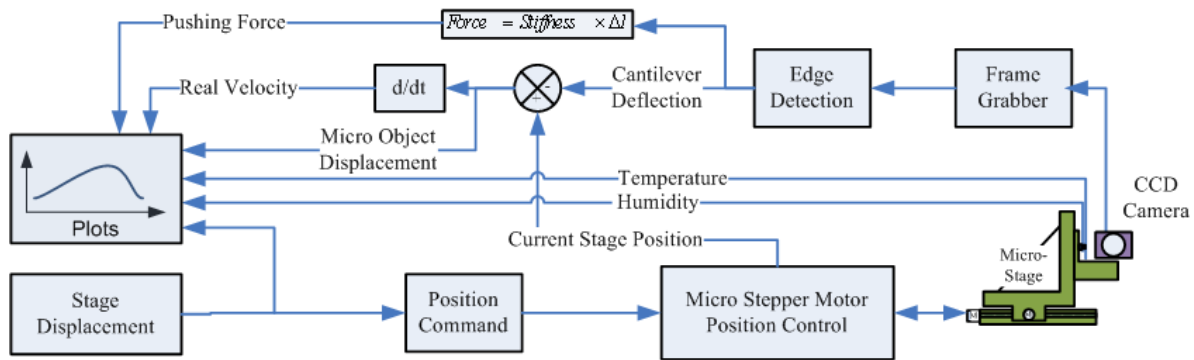 Pushing Force
Force = Stiffness × Δl
Real Velocity
d/dt
Cantilever
Deflection
Edge
Detection
Frame
Grabber
Micro Object
Displacement
Temperature
Humidity
CCD
Camera
Plots
Current Stage Position
Micro-
Stage
Stage
Displacement
Position
Command
Micro Stepper Motor
Position Control
M
-
+